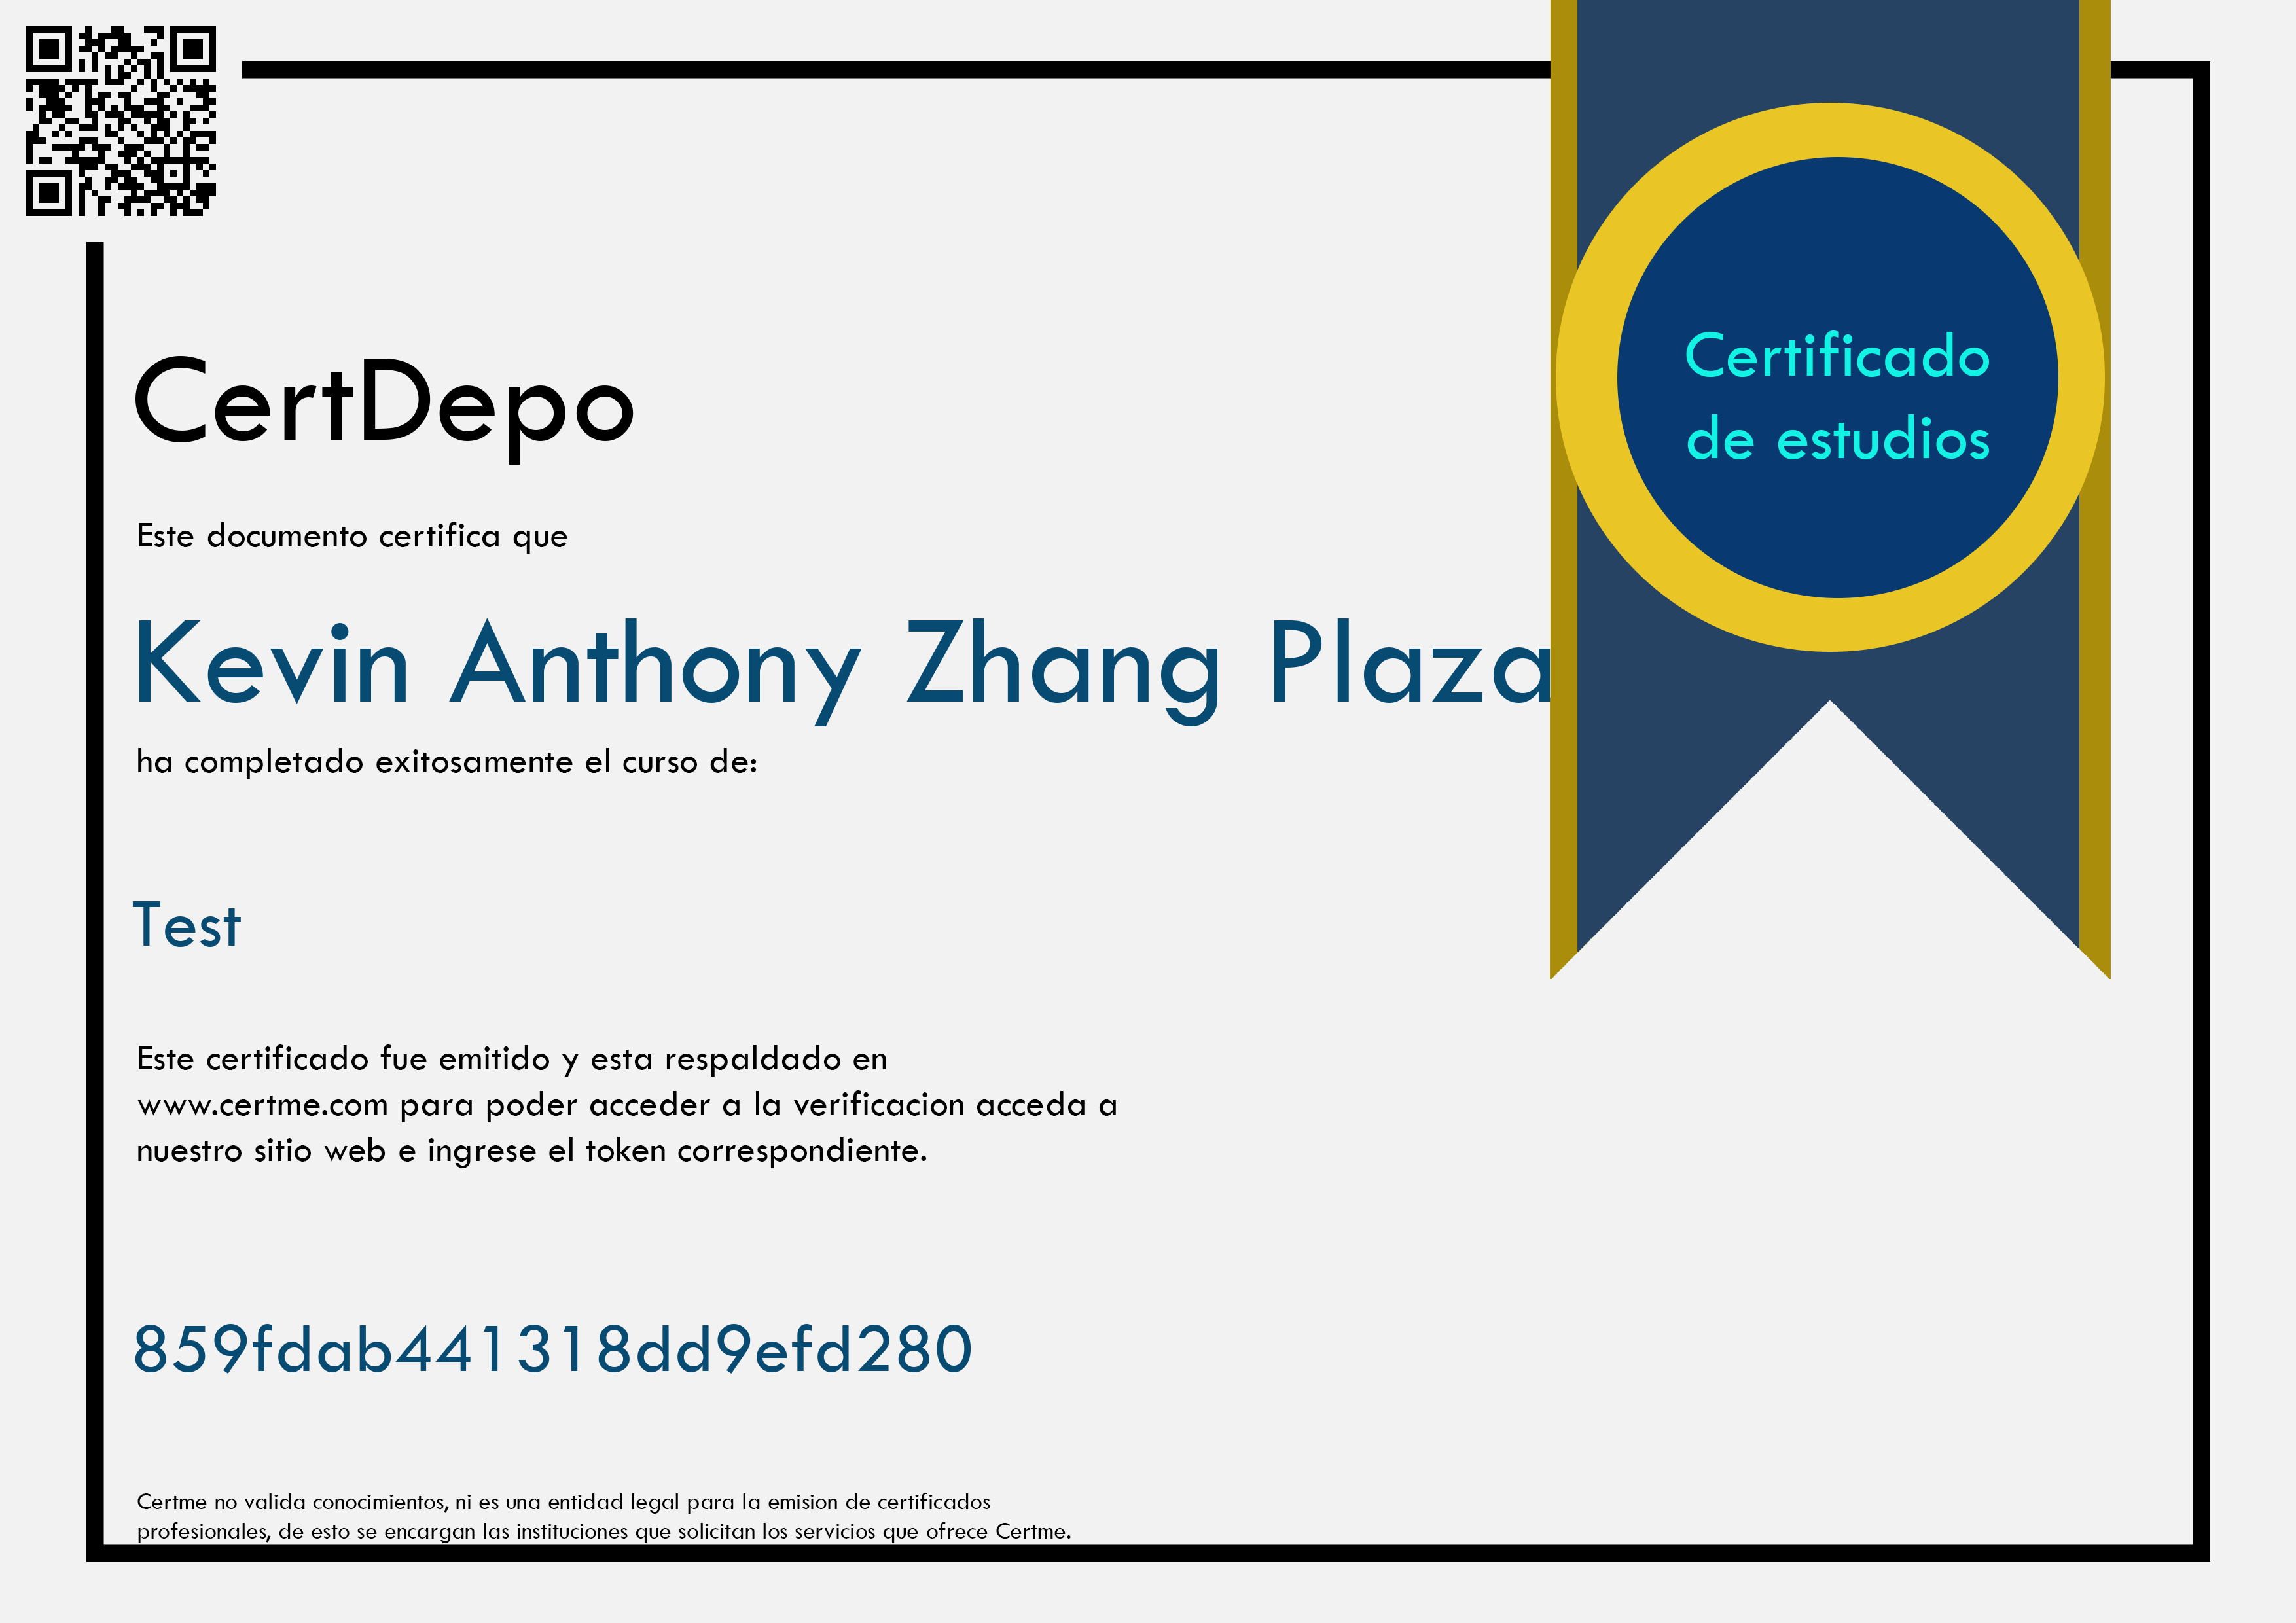 CertDepo
Certificado
de estudios
Este documento certifica que
Kevin Anthony Zhang Plaza
ha completado exitosamente el curso de:
Test
Este certificado fue emitido y esta respaldado en
www.certme.com para poder acceder a la verificacion acceda a
nuestro sitio web e ingrese el token correspondiente.
859fdab441318dd9efd280
Certme no valida conocimientos, ni es una entidad legal para la emision de certificados
profesionales, de esto se encargan las instituciones que solicitan los servicios que ofrece Certme.